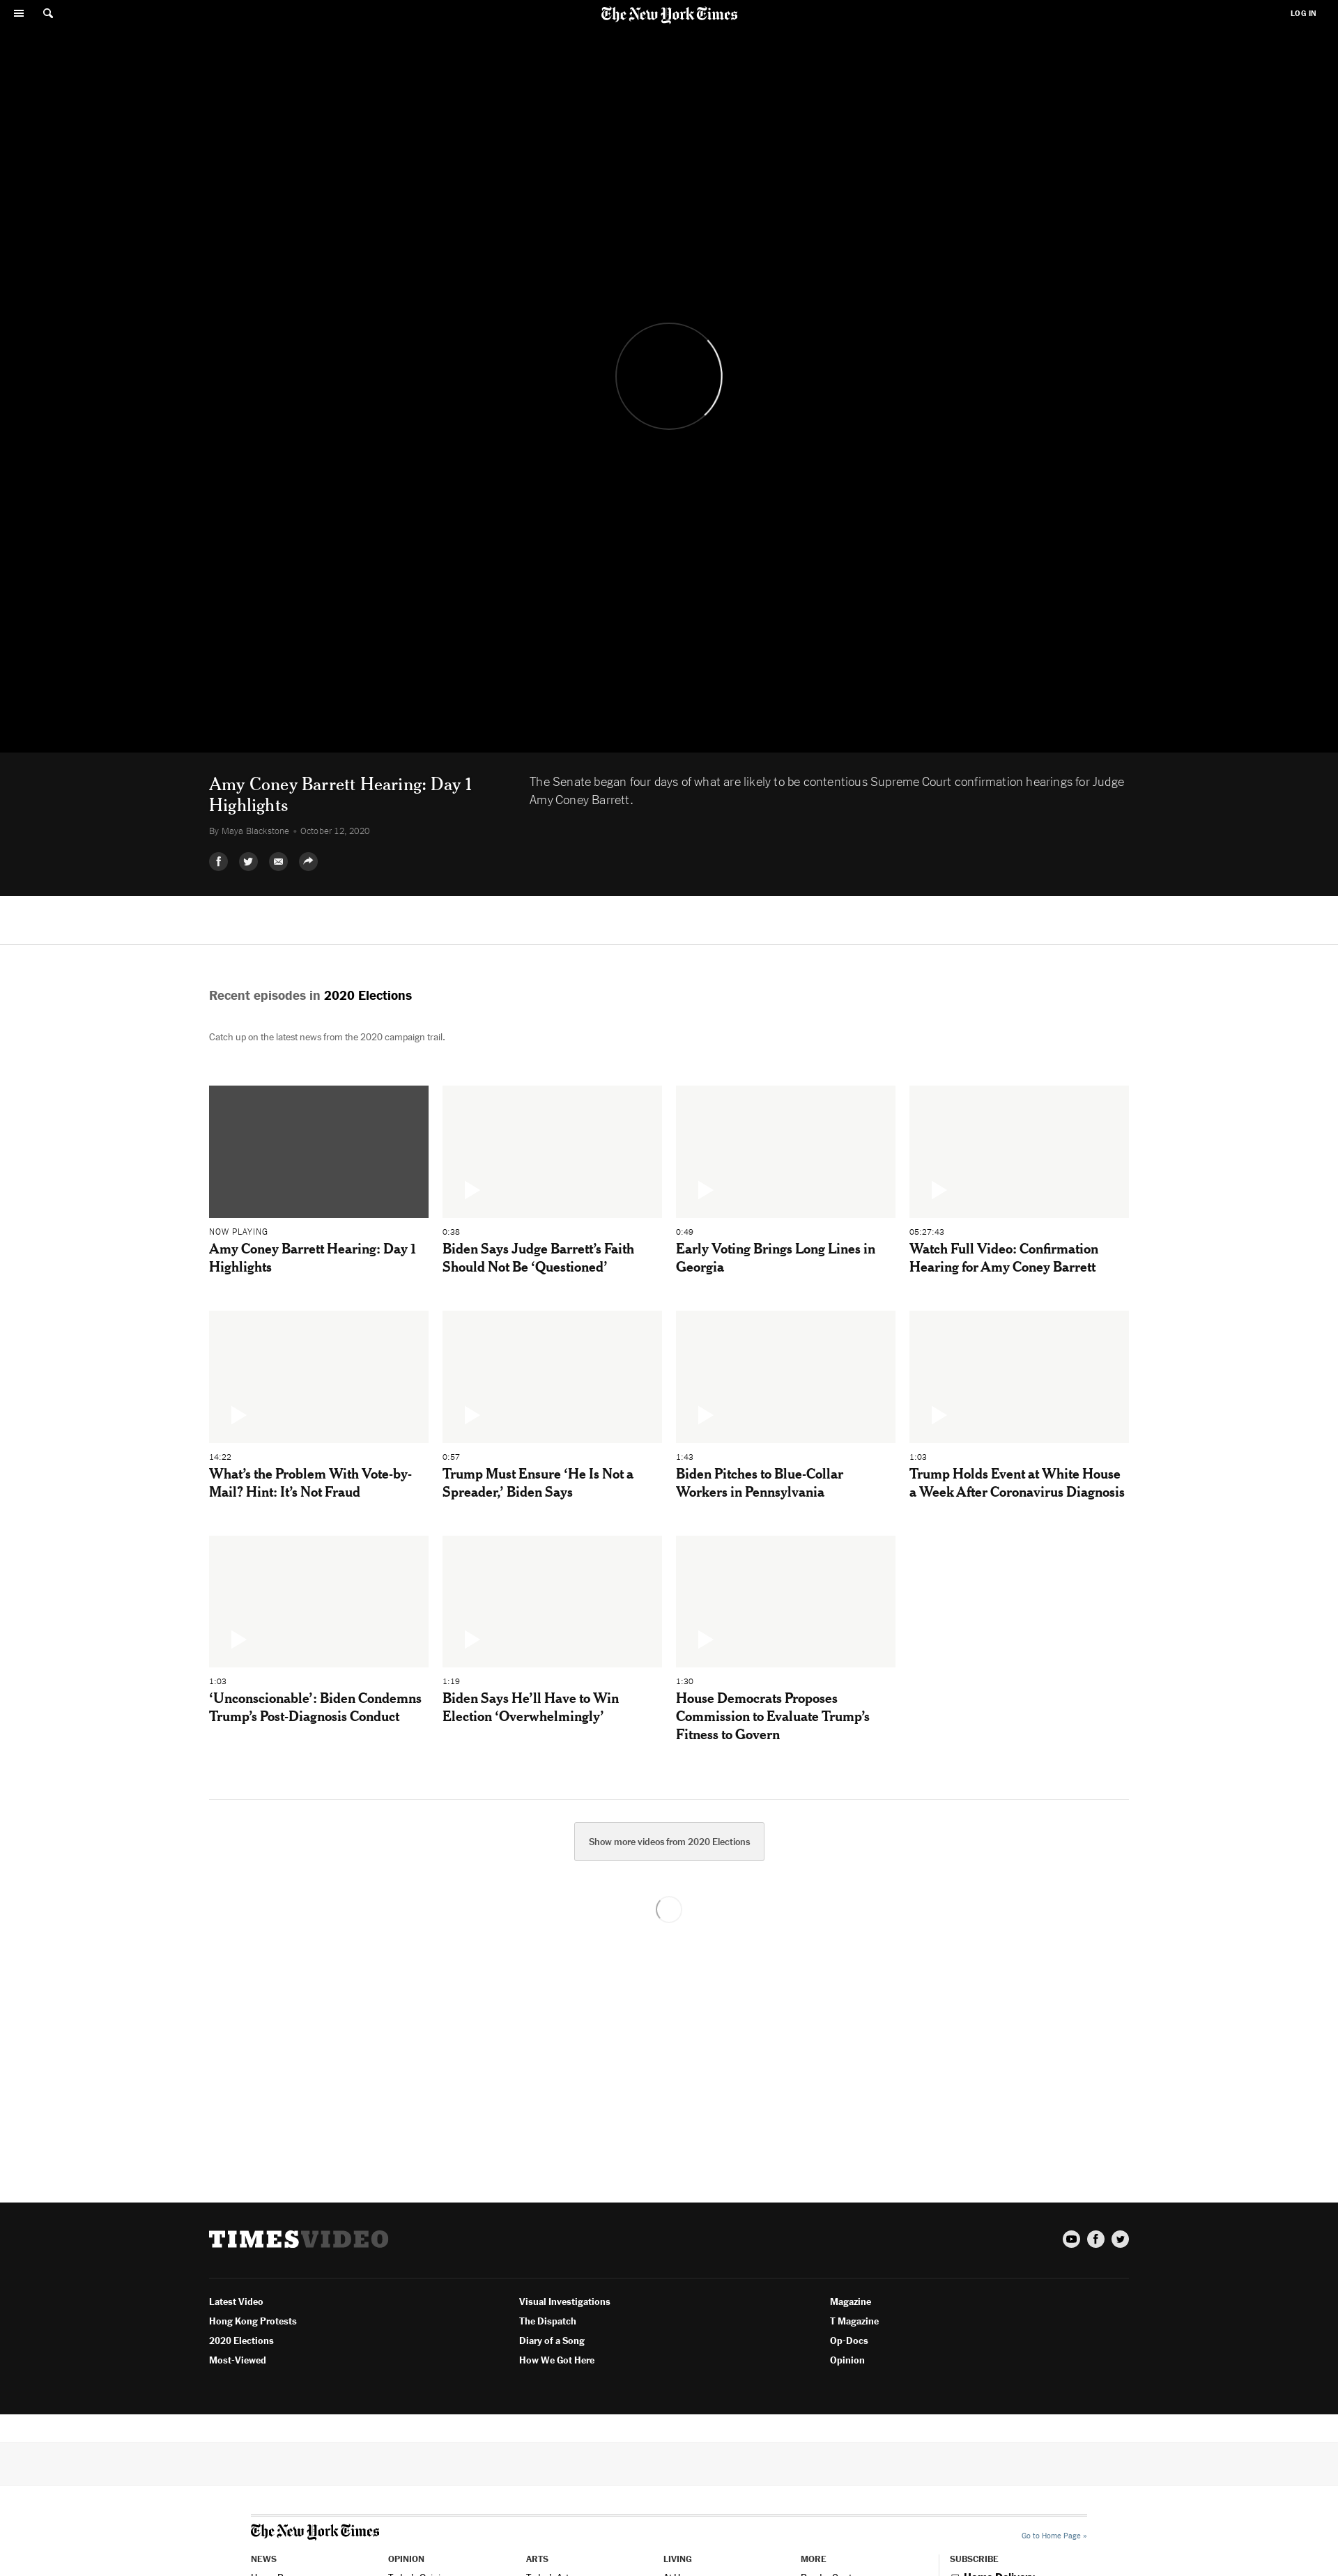 The New York Times
LOG IN
Amy Coney Barrett Hearing: Day 1
Highlights
The Senate began four days of what are likely to be contentious Supreme Court confirmation hearings for Judge
Amy Coney Barrett.
By Maya Blackstone • October 12, 2020
Recent episodes in 2020 Elections
Catch up on the latest news from the 2020 campaign trail.
NOW PLAYING
Amy Coney Barrett Hearing: Day 1
Highlights
0:38
Biden Says Judge Barrett’s Faith
Should Not Be ‘Questioned’
0:49
Early Voting Brings Long Lines in
Georgia
05:27:43
Watch Full Video: Confirmation
Hearing for Amy Coney Barrett
14:22
What’s the Problem With Vote-by-
Mail? Hint: It’s Not Fraud
0:57
Trump Must Ensure ‘He Is Not a
Spreader,’ Biden Says
1:43
Biden Pitches to Blue-Collar
Workers in Pennsylvania
1:03
Trump Holds Event at White House
a Week After Coronavirus Diagnosis
1:03
‘Unconscionable’: Biden Condemns
Trump’s Post-Diagnosis Conduct
1:19
Biden Says He’ll Have to Win
Election ‘Overwhelmingly’
1:30
House Democrats Proposes
Commission to Evaluate Trump’s
Fitness to Govern
Show more videos from 2020 Elections
TIMESVIDEO
Latest Video
Hong Kong Protests
2020 Elections
Most-Viewed
Visual Investigations
The Dispatch
Diary of a Song
How We Got Here
Magazine
T Magazine
Op-Docs
Opinion
The New York Times
Go to Home Page »
NEWS
OPINION
ARTS
LIVING
MORE
SUBSCRIBE